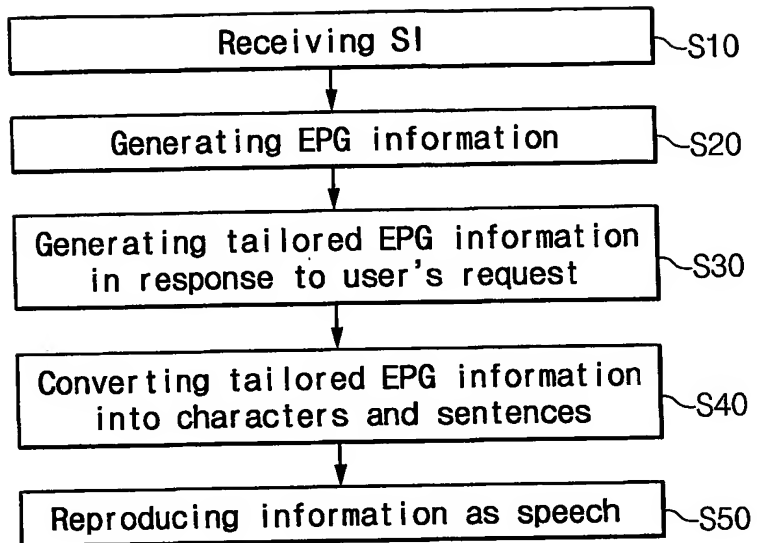 Receiving SI
S10
Generating EPG information
S20
Generating tailored EPG information
in response to user's request
S30
Converting tailored EPG information
into characters and sentences
S40
Reproducing information as speech
S50